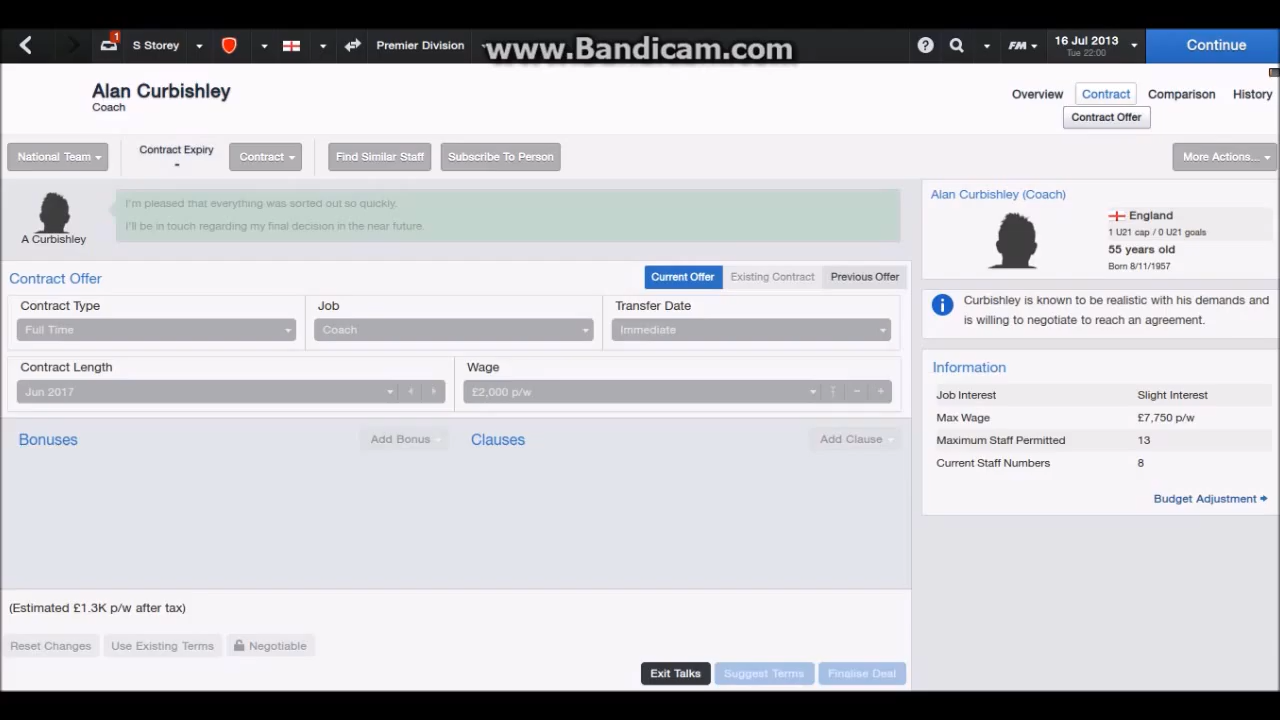 1
S Storey
Premier Division
www.Bandicam.com
?
FM
16 Jul 2013
Tue 22:00
Continue
Alan Curbishley
Coach
Overview
Contract
Comparison
History
Contract Offer
National Team
Contract Expiry
-
Contract
Find Similar Staff
Subscribe To Person
More Actions...
I'm pleased that everything was sorted out so quickly.
I'll be in touch regarding my final decision in the near future.
A Curbishley
Contract Offer
Current Offer
Existing Contract
Previous Offer
Contract Type
Job
Transfer Date
Full Time
Coach
Immediate
Contract Length
Wage
Jun 2017
£2,000 p/w
Bonuses
Add Bonus
Clauses
Add Clause
(Estimated £1.3K p/w after tax)
Reset Changes
Use Existing Terms
Negotiable
Exit Talks
Suggest Terms
Finalise Deal
Alan Curbishley (Coach)
England
1 U21 cap / 0 U21 goals
55 years old
Born 8/11/1957
Curbishley is known to be realistic with his demands and
is willing to negotiate to reach an agreement.
Information
Job Interest Slight Interest
Max Wage £7,750 p/w
Maximum Staff Permitted 13
Current Staff Numbers 8
Budget Adjustment